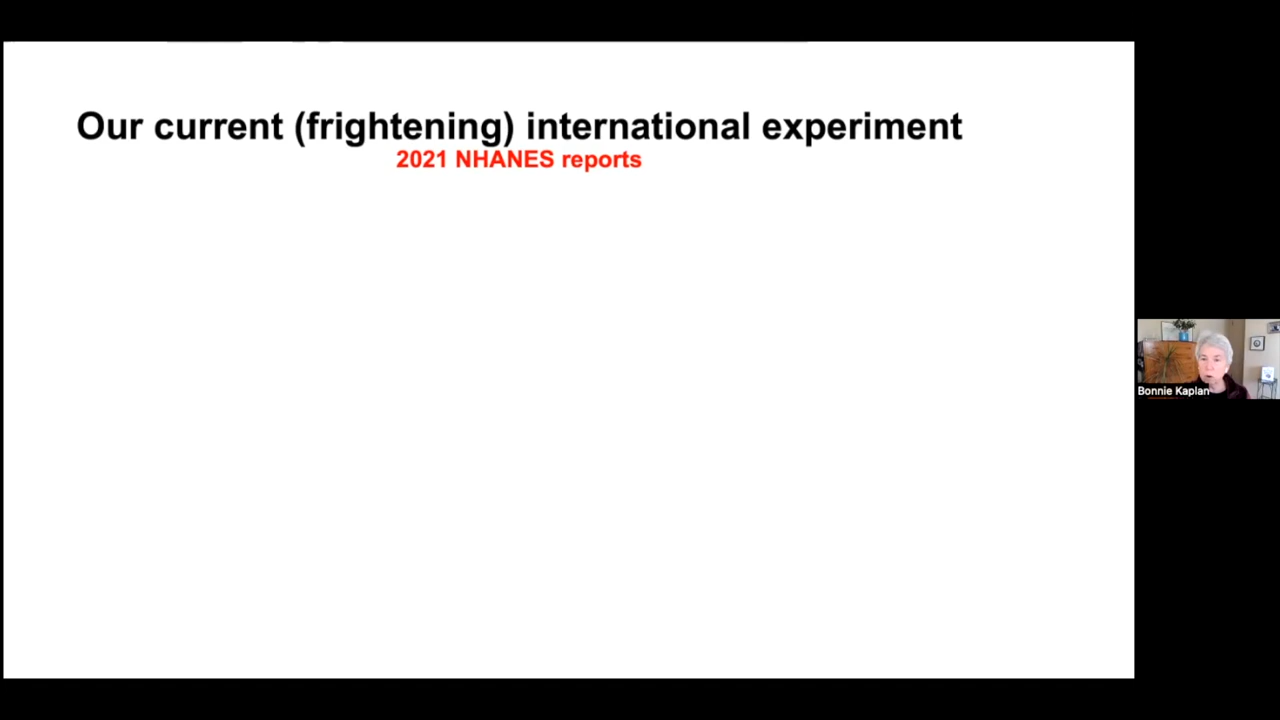 Our current (frightening) international experiment
2021 NHANES reports
Bonnie Kaplan